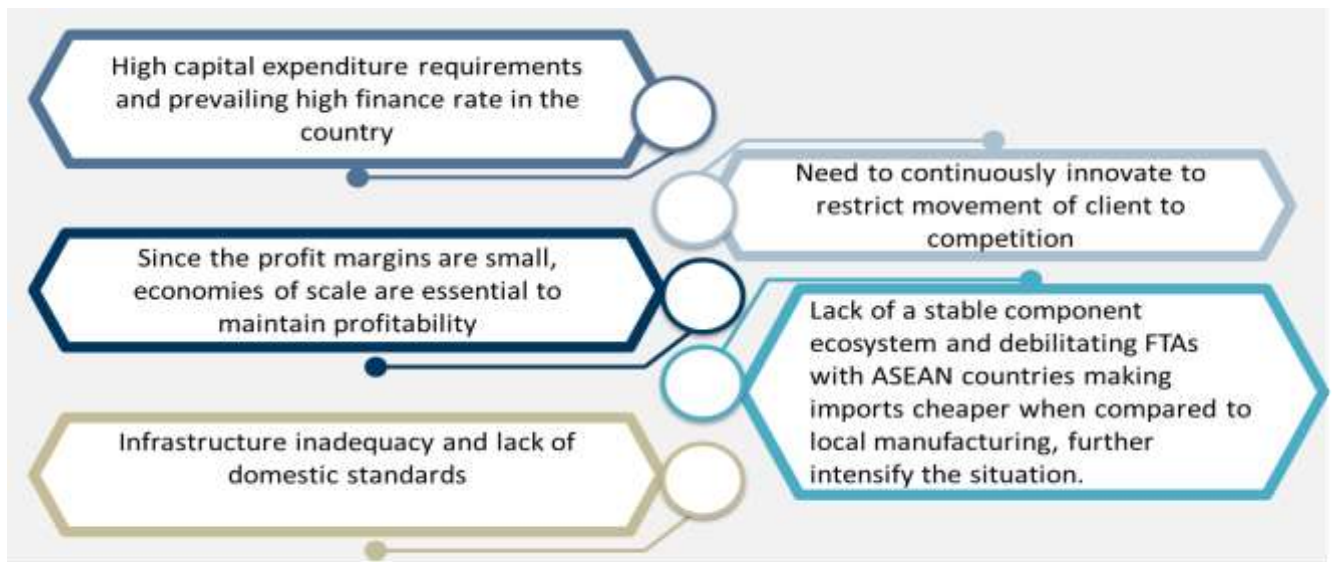 High capital expenditure requirements
and prevailing high finance rate in the
country
Need to continuously innovate to
restrict movement of client to
competition
Since the profit margins are small,
economies of scale are essential to
maintain profitability
Lack of a stable component
ecosystem and debilitating FTAs
with ASEAN countries making
imports cheaper when compared to
local manufacturing, further
intensify the situation.
Infrastructure inadequacy and lack of
domestic standards